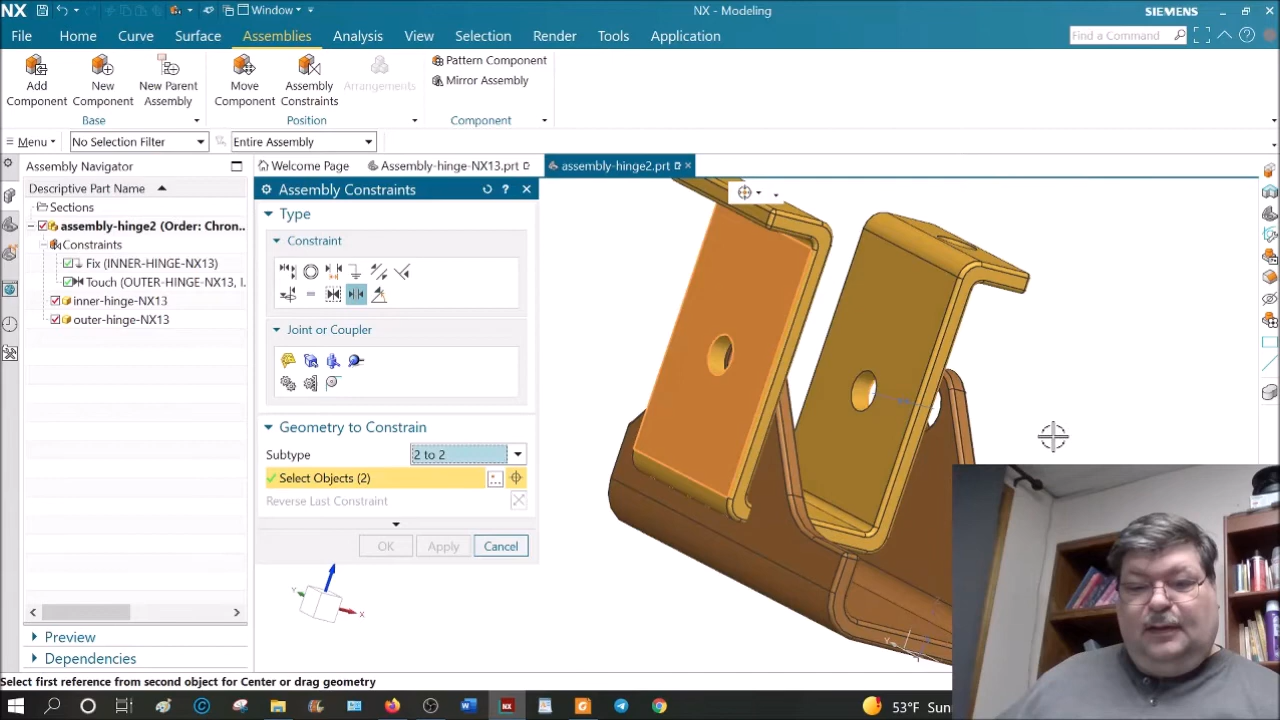 NX Window NX - Modeling SIEMENS
File Home Curve Surface Assemblies Analysis View Selection Render Tools Application Find a Command
Add Component
New Component
New Parent Assembly
Base
Move Component
Assembly Constraints
Arrangements
Position
Pattern Component
Mirror Assembly
Component
Menu No Selection Filter Entire Assembly
Assembly Navigator
Welcome Page Assembly-hinge-NX13.prt assembly-hinge2.prt
Descriptive Part Name
Sections
assembly-hinge2 (Order: Chron..
Constraints
Fix (INNER-HINGE-NX13)
Touch (OUTER-HINGE-NX13, I.
inner-hinge-NX13
outer-hinge-NX13
Preview
Dependencies
Assembly Constraints
Type
Constraint
Joint or Coupler
Geometry to Constrain
Subtype 2 to 2
Select Objects (2)
Reverse Last Constraint
OK Apply Cancel
Z
Y
X
Select first reference from second object for Center or drag geometry
53°F Sun